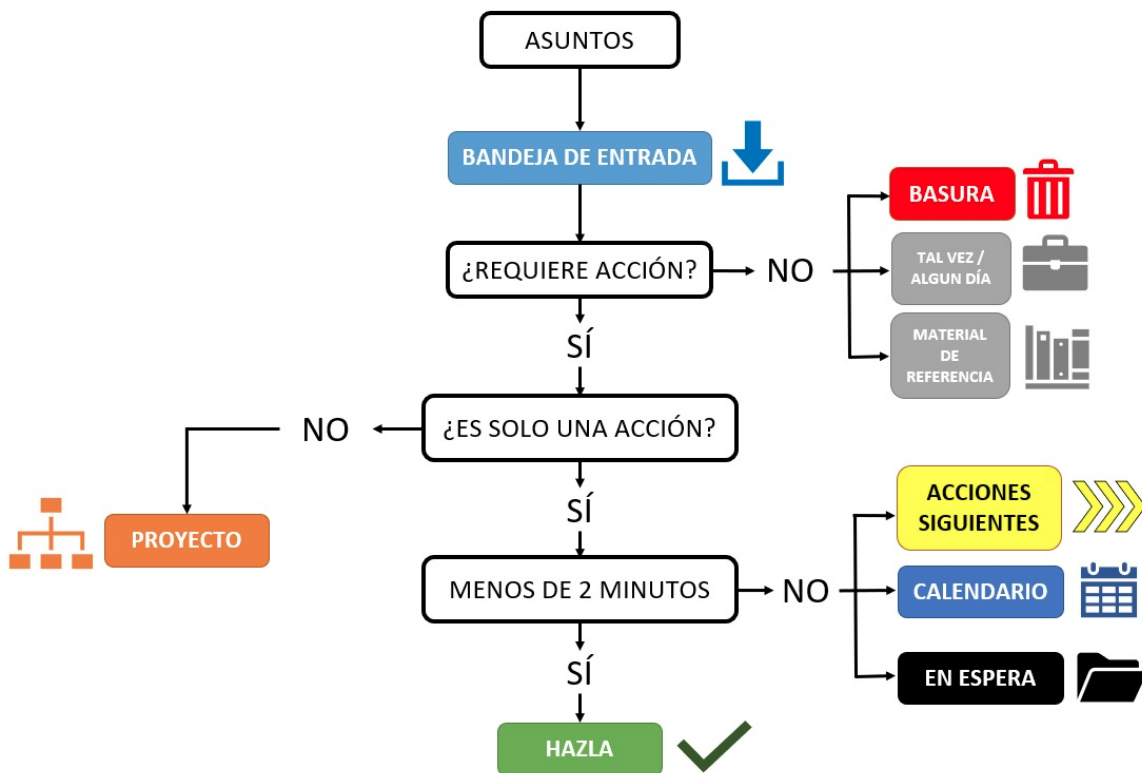 ASUNTOS
BANDEJA DE ENTRADA
BASURA
¿REQUIERE ACCIÓN?
NO
TAL VEZ /
ALGUN DÍA
SÍ
MATERIAL
DE
REFERENCIA
NO
¿ES SOLO UNA ACCIÓN?
SÍ
ACCIONES
SIGUIENTES
PROYECTO
MENOS DE 2 MINUTOS
NO
CALENDARIO
SÍ
EN ESPERA
HAZLA